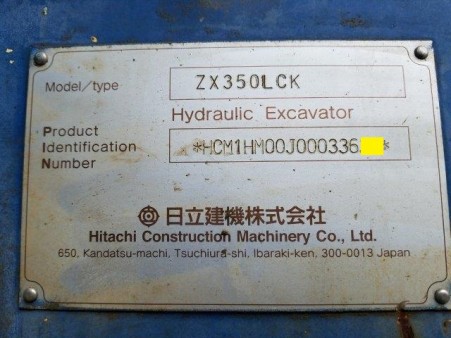 Model/type ZX350LCK
Hydraulic Excavator
Product
Identification
Number
*HCM1HM00J000336 *
日立建機株式会社
Hitachi Construction Machinery Co., Ltd.
650, Kandatsu-machi, Tsuchiura-shi, Ibaraki-ken, 300-0013 Japan